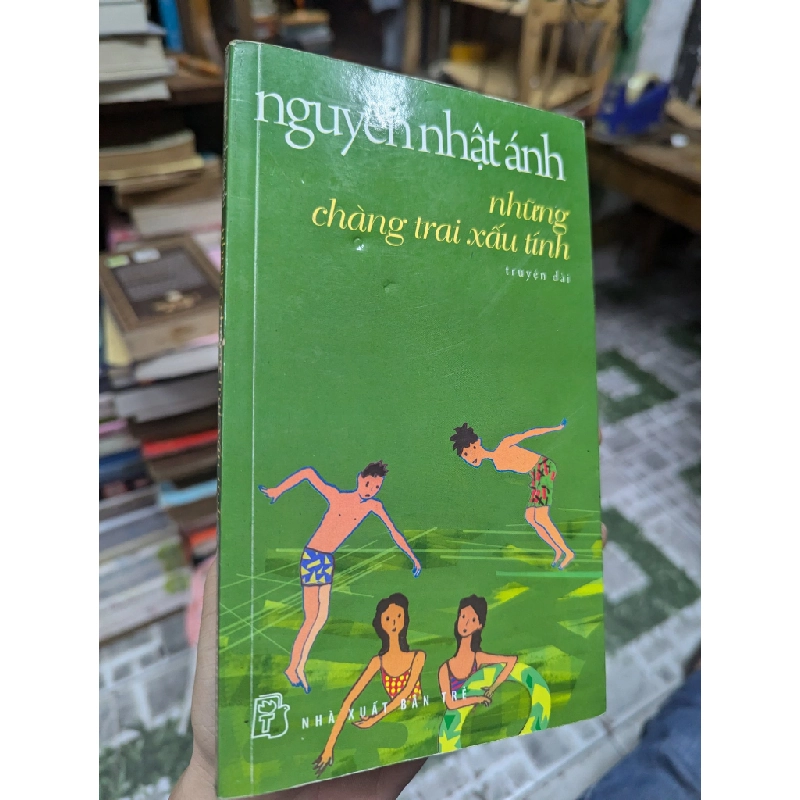 nguyễn nhật ánh
những
chàng trai xấu tính
truyện dài
NHÀ XUẤT BẢN TRẺ